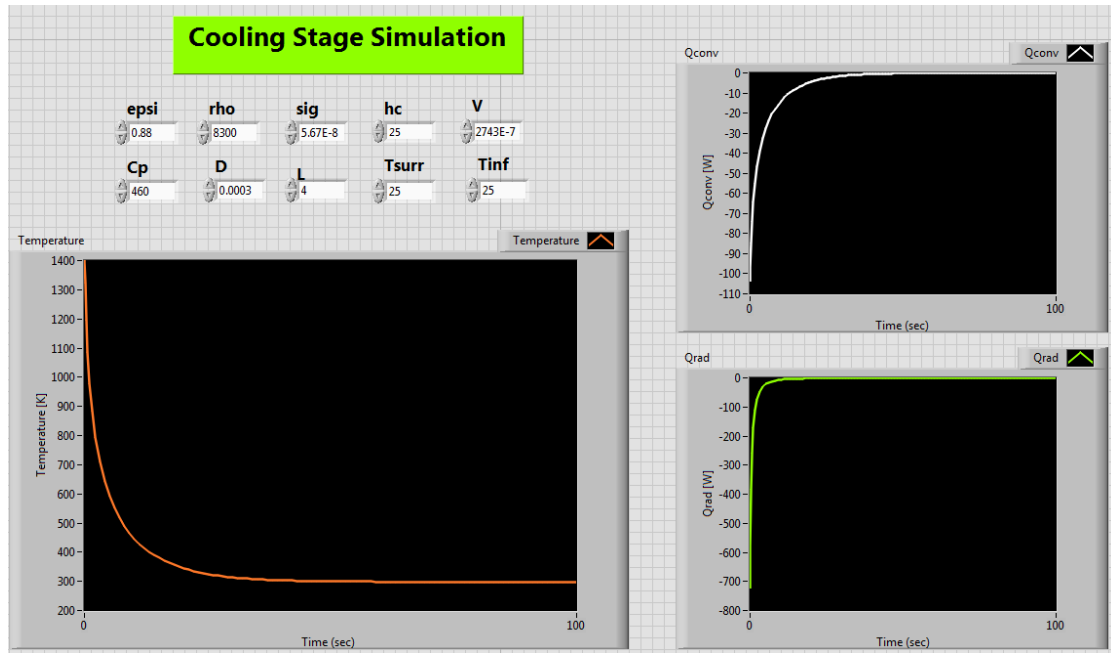 Cooling Stage Simulation
epsi rho sig hc V
0.88 8300 5.67E-8 25 2743E-7
Cp D L Tsurr Tinf
460 0.0003 4 25 25
Temperature
Temperature
1400
1300
1200
1100
1000
900
800
700
600
500
400
300
200
Temperature [K]
0 100
Time (sec)
Qconv
Qconv
0
-10
-20
-30
-40
-50
-60
-70
-80
-90
-100
-110
Qconv [W]
0 100
Time (sec)
Qrad
Qrad
0
-100
-200
-300
-400
-500
-600
-700
-800
Qrad [W]
0 100
Time (sec)